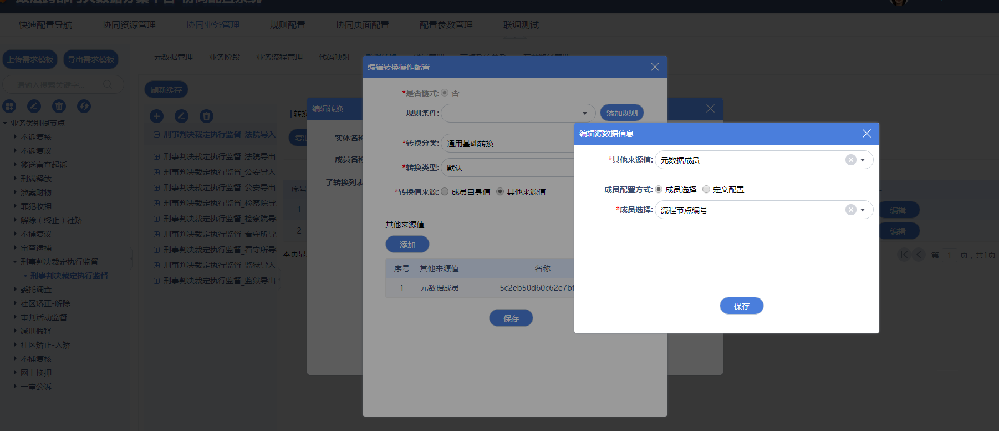 快速配置导航 协同资源管理 协同业务管理 规则配置 协同页面配置 配置参数管理 联调测试
上传需求模板 导出需求模板
请输入搜索关键字...
业务类别根节点
不诉复核
不诉复议
移送审查起诉
刑满释放
涉案财物
罪犯收押
解除（终止）社矫
不捕复议
审查逮捕
刑事判决裁定执行监督
刑事判决裁定执行监督
委托调查
社区矫正-解除
审判活动监督
减刑假释
社区矫正-入矫
不捕复核
网上换押
一审公诉
元数据管理 业务阶段 业务流程管理 代码映射
刷新缓存
刑事判决裁定执行监督_法院导入
刑事判决裁定执行监督_法院导出
刑事判决裁定执行监督_公安导入
刑事判决裁定执行监督_公安导出
刑事判决裁定执行监督_检察院导
刑事判决裁定执行监督_检察院导
刑事判决裁定执行监督_看守所导
刑事判决裁定执行监督_看守所导
刑事判决裁定执行监督_监狱导入
刑事判决裁定执行监督_监狱导出
转换
序号
1
2
本页显
编辑
编辑
第 1 页，共1页
编辑转换
实体名称
成员名称
子转换列表
编辑转换操作配置
*是否链式: 否
规则条件: 添加规则
*转换分类: 通用基础转换
*转换类型: 默认
*转换值来源: 成员自身值 其他来源值
其他来源值
添加
序号 其他来源值 名称
1 元数据成员 5c2eb50d60c62e7bf
保存
编辑源数据信息
*其他来源值: 元数据成员
成员配置方式: 成员选择 定义配置
*成员选择: 流程节点编号
保存